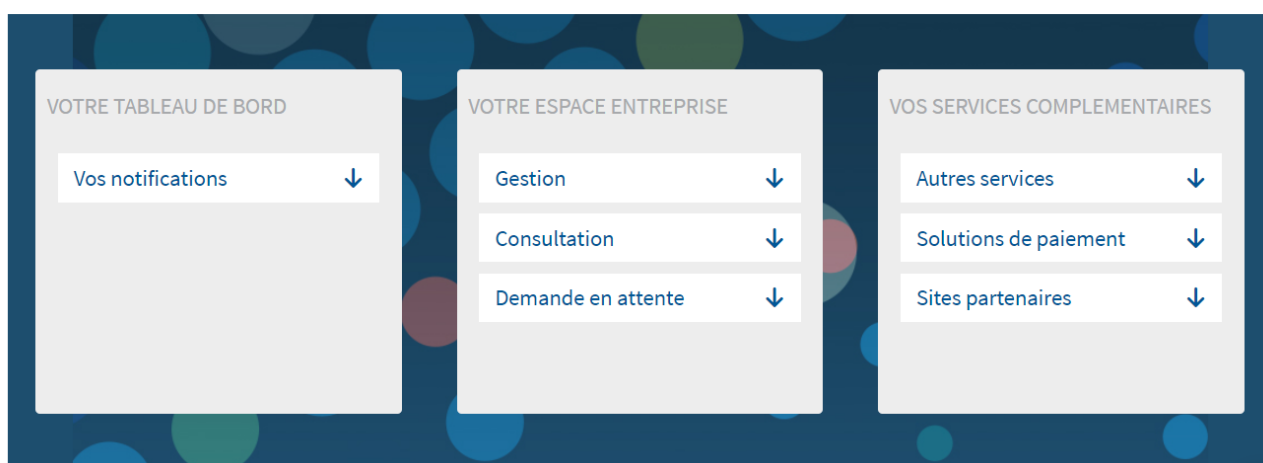 VOTRE TABLEAU DE BORD
Vos notifications
VOTRE ESPACE ENTREPRISE
Gestion
Consultation
Demande en attente
VOS SERVICES COMPLEMENTAIRES
Autres services
Solutions de paiement
Sites partenaires